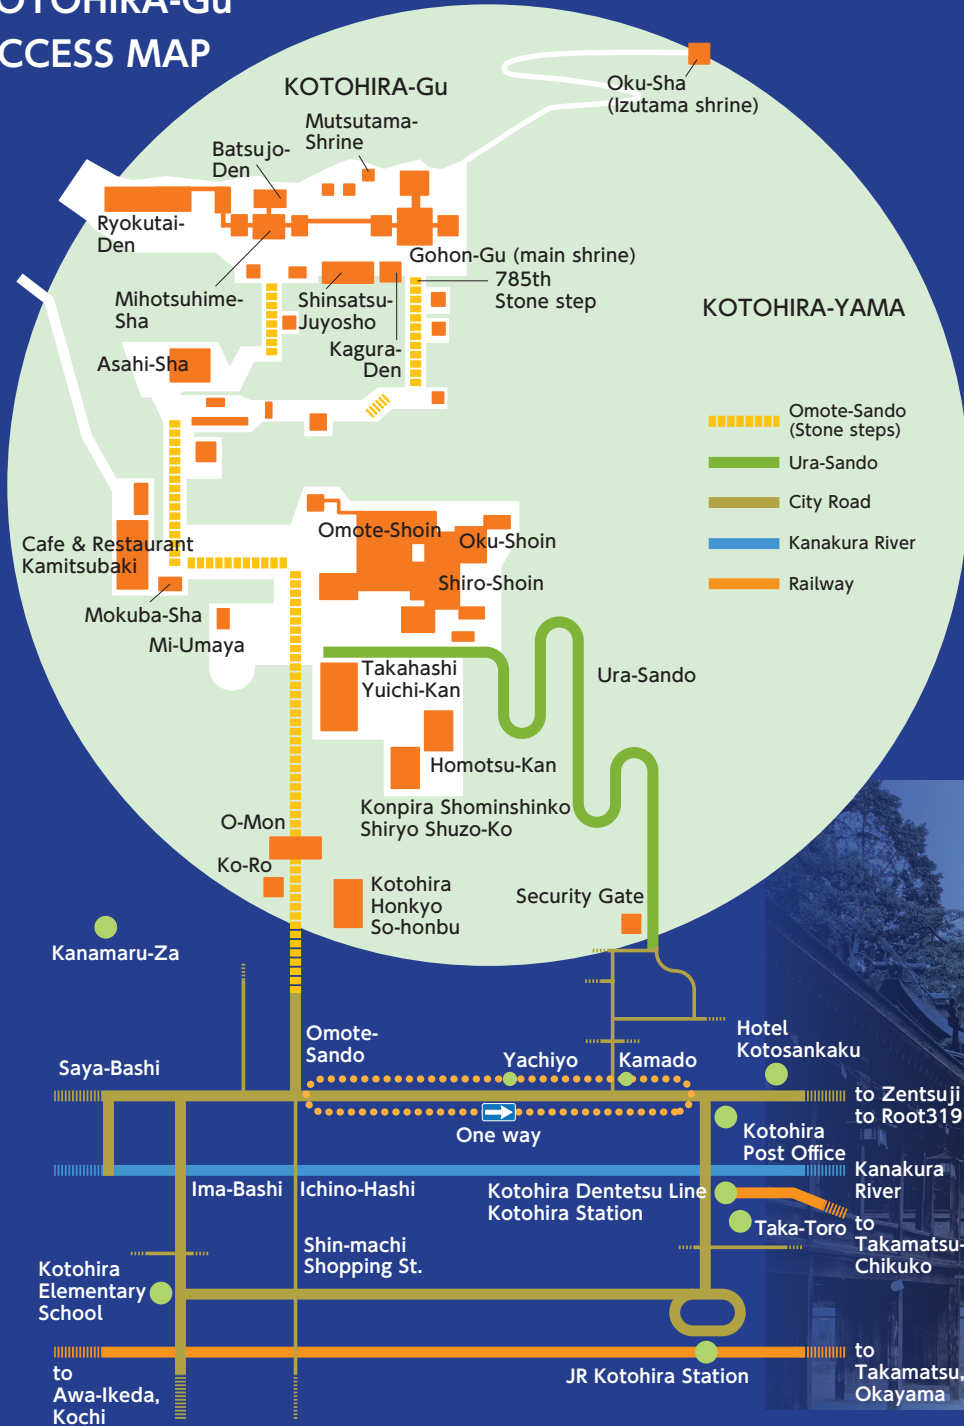 OTOHIRA-Gu
CCESS MAP
KOTOHIRA-Gu
Oku-Sha
(Izutama shrine)
Mutsutama-
Shrine
Batsujo-
Den
Ryokutai-
Den
Gohon-Gu (main shrine)
785th
Stone step
Mihotsuhime-
Sha
Shinsatsu-
Juyosho
Kagura-
Den
KOTOHIRA-YAMA
Asahi-Sha
Omote-Sando
(Stone steps)
Ura-Sando
City Road
Kanakura River
Railway
Omote-Shoin
Oku-Shoin
Shiro-Shoin
Cafe & Restaurant
Kamitsubaki
Mokuba-Sha
Mi-Umaya
Takahashi
Yuichi-Kan
Ura-Sando
Homotsu-Kan
Konpira Shominshinko
Shiryo Shuzo-Ko
O-Mon
Ko-Ro
Kotohira
Honkyo
So-honbu
Security Gate
Kanamaru-Za
Omote-
Sando
Yachiyo
Kamado
Hotel
Kotosankaku
Saya-Bashi
to Zentsuji
to Root319
One way
Kotohira
Post Office
Kanakura
River
Ima-Bashi
Ichino-Hashi
Kotohira Dentetsu Line
Kotohira Station
Taka-Toro
to
Takamatsu-
Chikuko
Shin-machi
Shopping St.
Kotohira
Elementary
School
to
Awa-Ikeda,
Kochi
JR Kotohira Station
to
Takamatsu,
Okayama